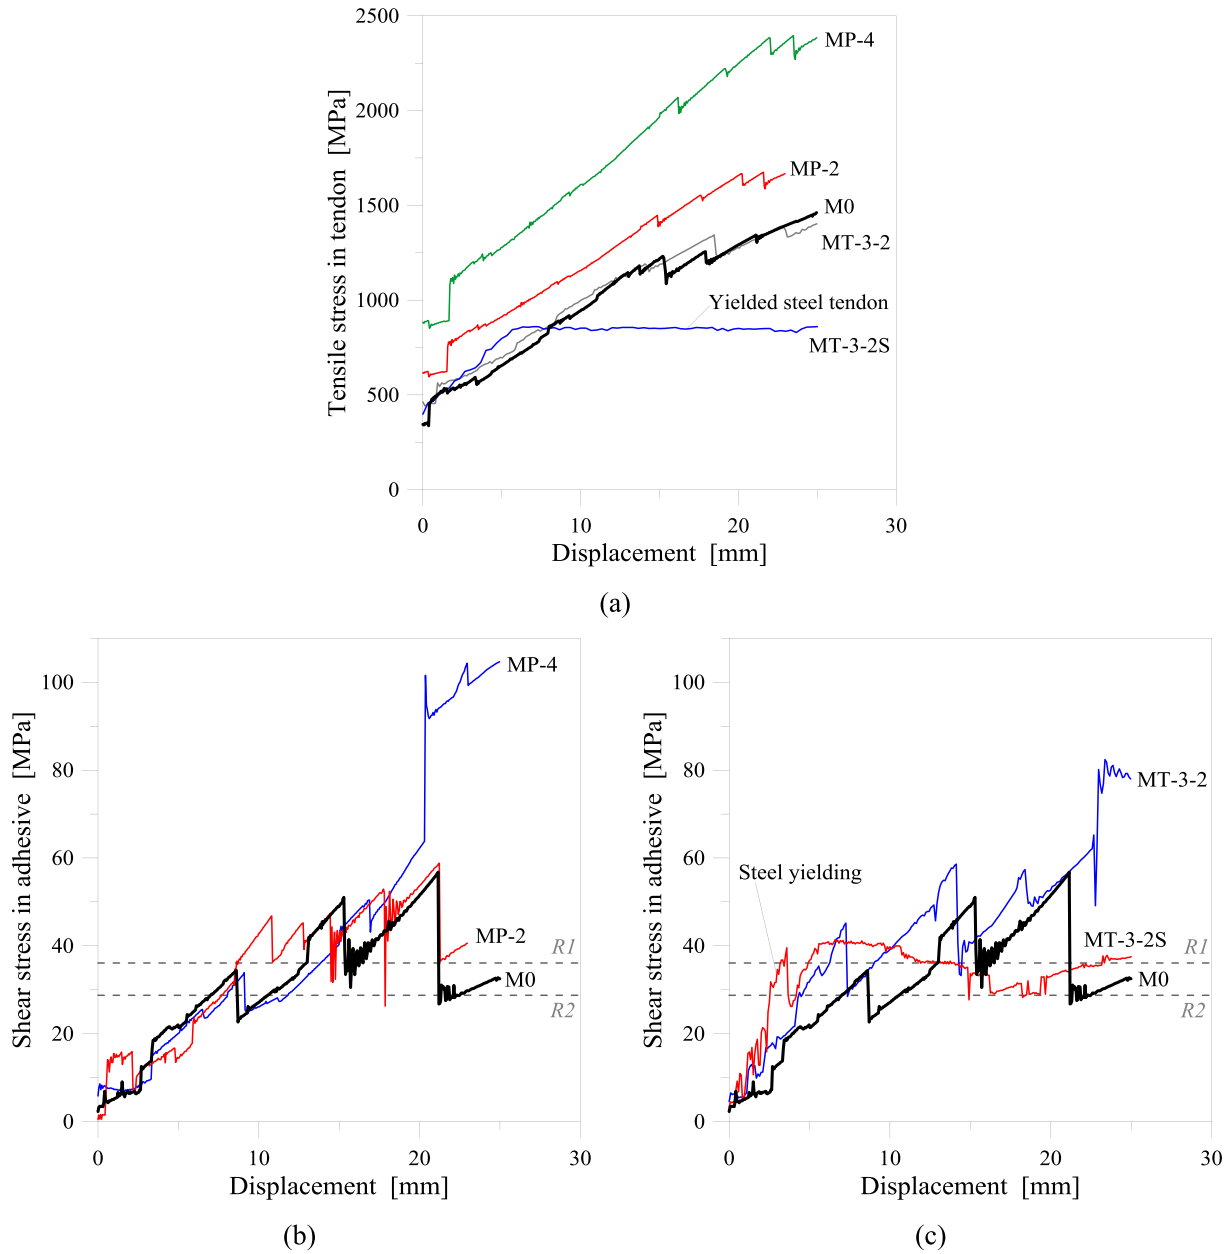 2500
2000
1500
1000
500
0
Tensile stress in tendon [MPa]
MP-4
MP-2
M0
MT-3-2
Yielded steel tendon
MT-3-2S
0 10 20 30
Displacement [mm]
(a)
100
80
60
40
20
0
Shear stress in adhesive [MPa]
MP-4
MP-2
R1
M0
R2
0 10 20 30
Displacement [mm]
(b)
100
80
60
40
20
0
Shear stress in adhesive [MPa]
MT-3-2
Steel yielding
MT-3-2S
R1
M0
R2
0 10 20 30
Displacement [mm]
(c)